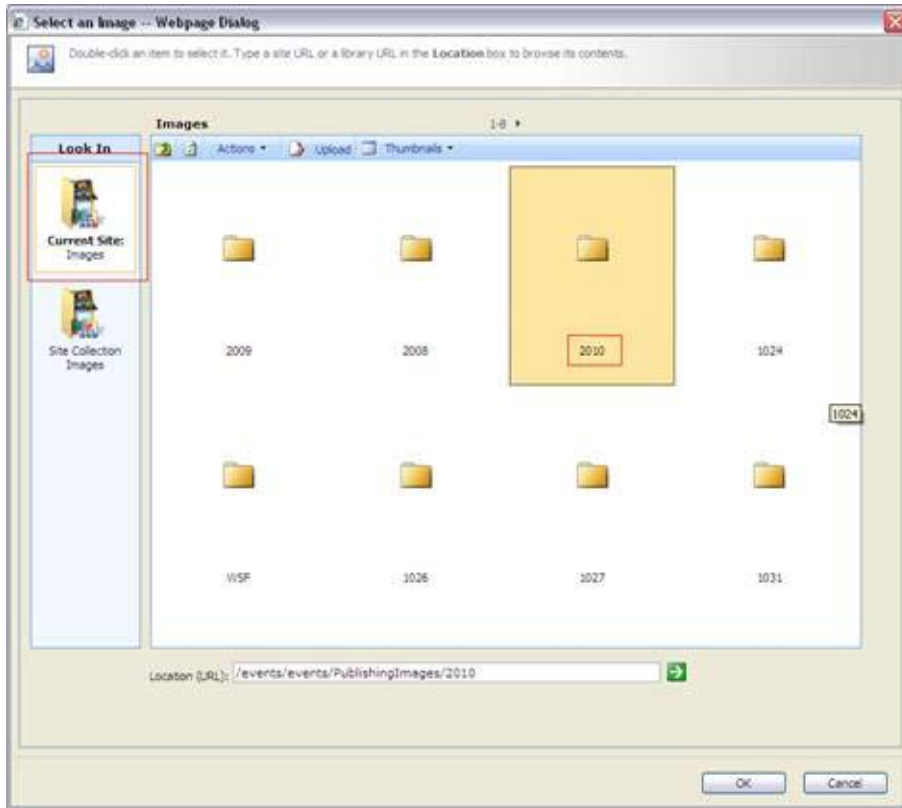 Select an Image -- Webpage Dialog
Double-click an item to select it. Type a site URL or a library URL in the Location box to browse its contents.
Images
1-8
Look In
Actions
Upload
Thumbnails
Current Site:
Images
Site Collection
Images
2009
2008
2010
1024
1024
WSF
1026
1027
1031
Location (URL):
/events/events/PublishingImages/2010
OK
Cancel